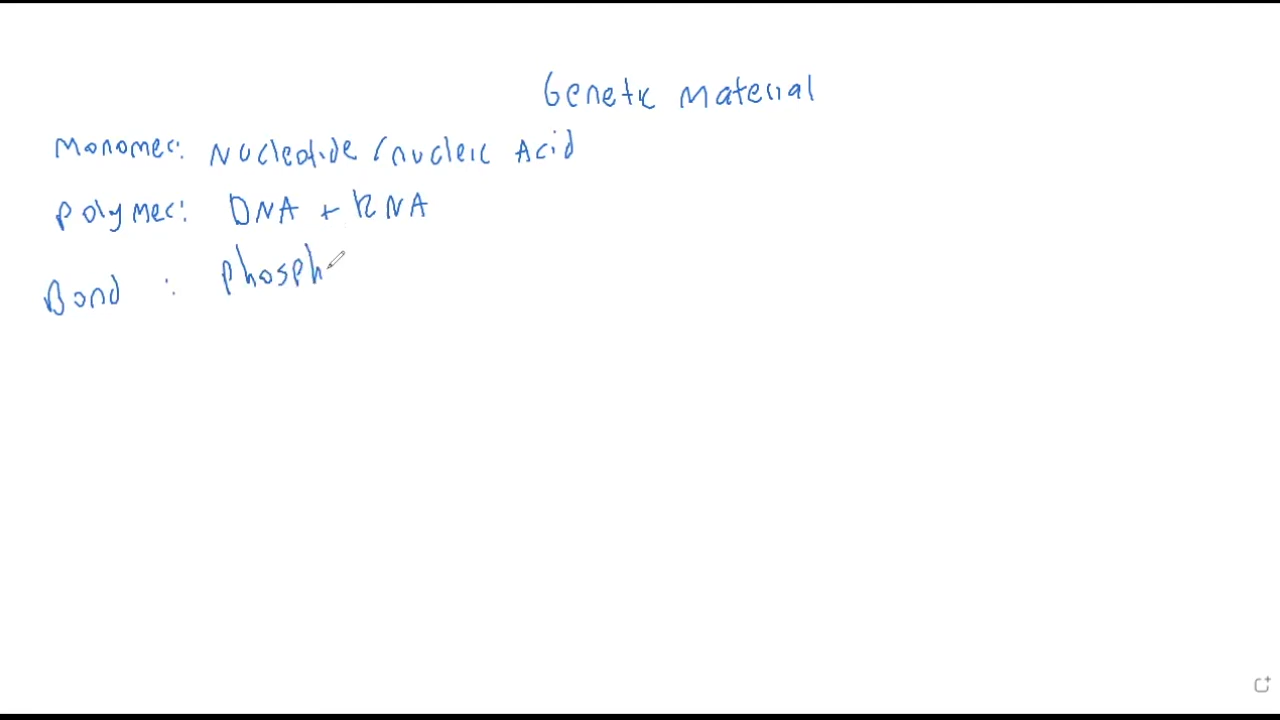 Genetic Material
Monomer: Nucleotide / nucleic Acid
Polymer: DNA + RNA
Bond : Phosph